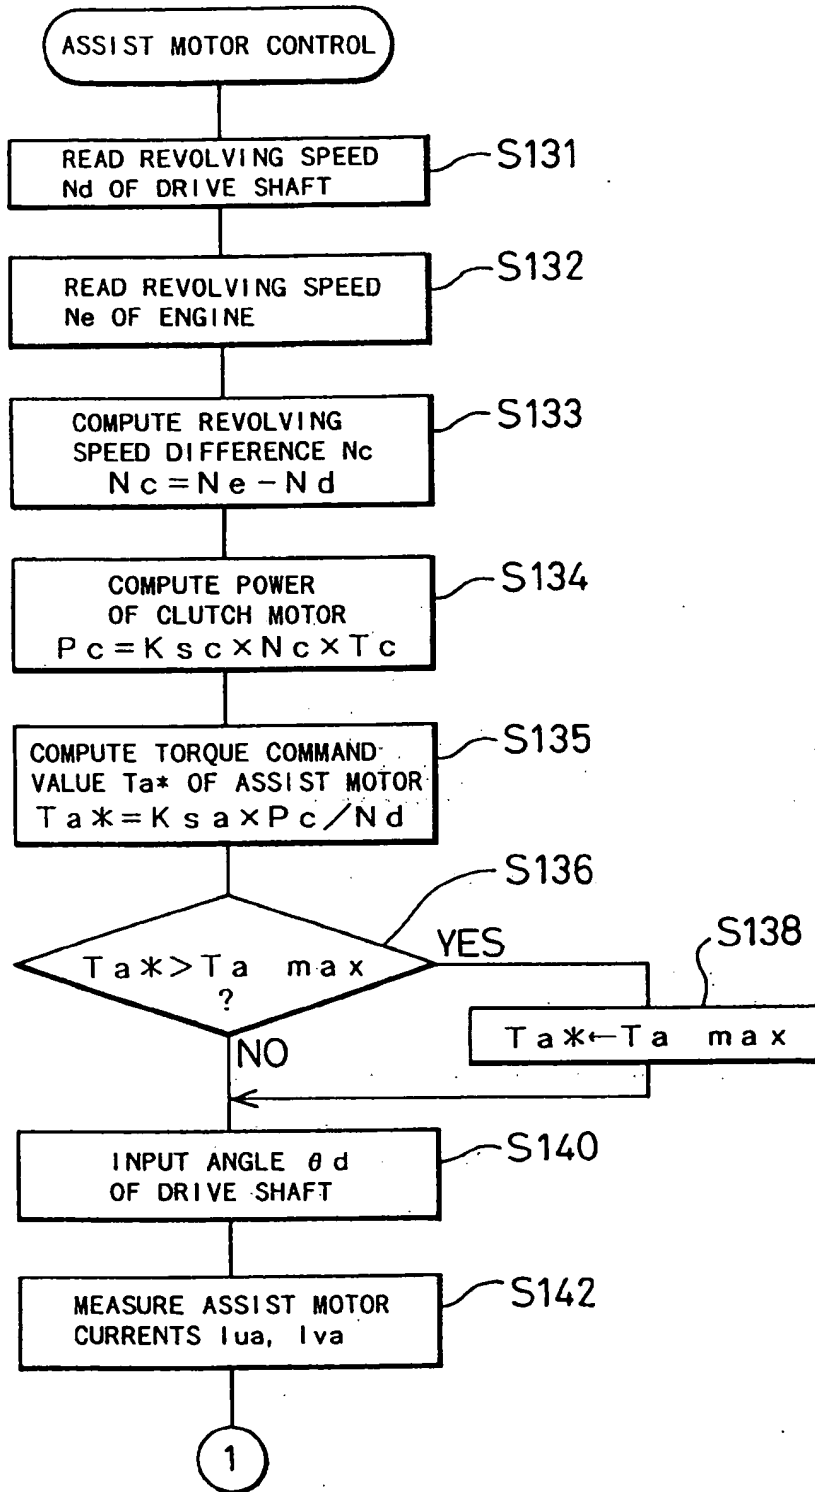 ASSIST MOTOR CONTROL
READ REVOLVING SPEED
Nd OF DRIVE SHAFT
S131
READ REVOLVING SPEED
Ne OF ENGINE
S132
COMPUTE REVOLVING
SPEED DIFFERENCE Nc
Nc=Ne-Nd
S133
COMPUTE POWER
OF CLUTCH MOTOR
Pc=Ksc×Nc×Tc
S134
COMPUTE TORQUE COMMAND
VALUE Ta* OF ASSIST MOTOR
Ta*=Ksa×Pc/Nd
S135
Ta*>Ta max
?
S136
YES
NO
Ta*←Ta max
S138
INPUT ANGLE θd
OF DRIVE SHAFT
S140
MEASURE ASSIST MOTOR
CURRENTS Iua, Iva
S142
1